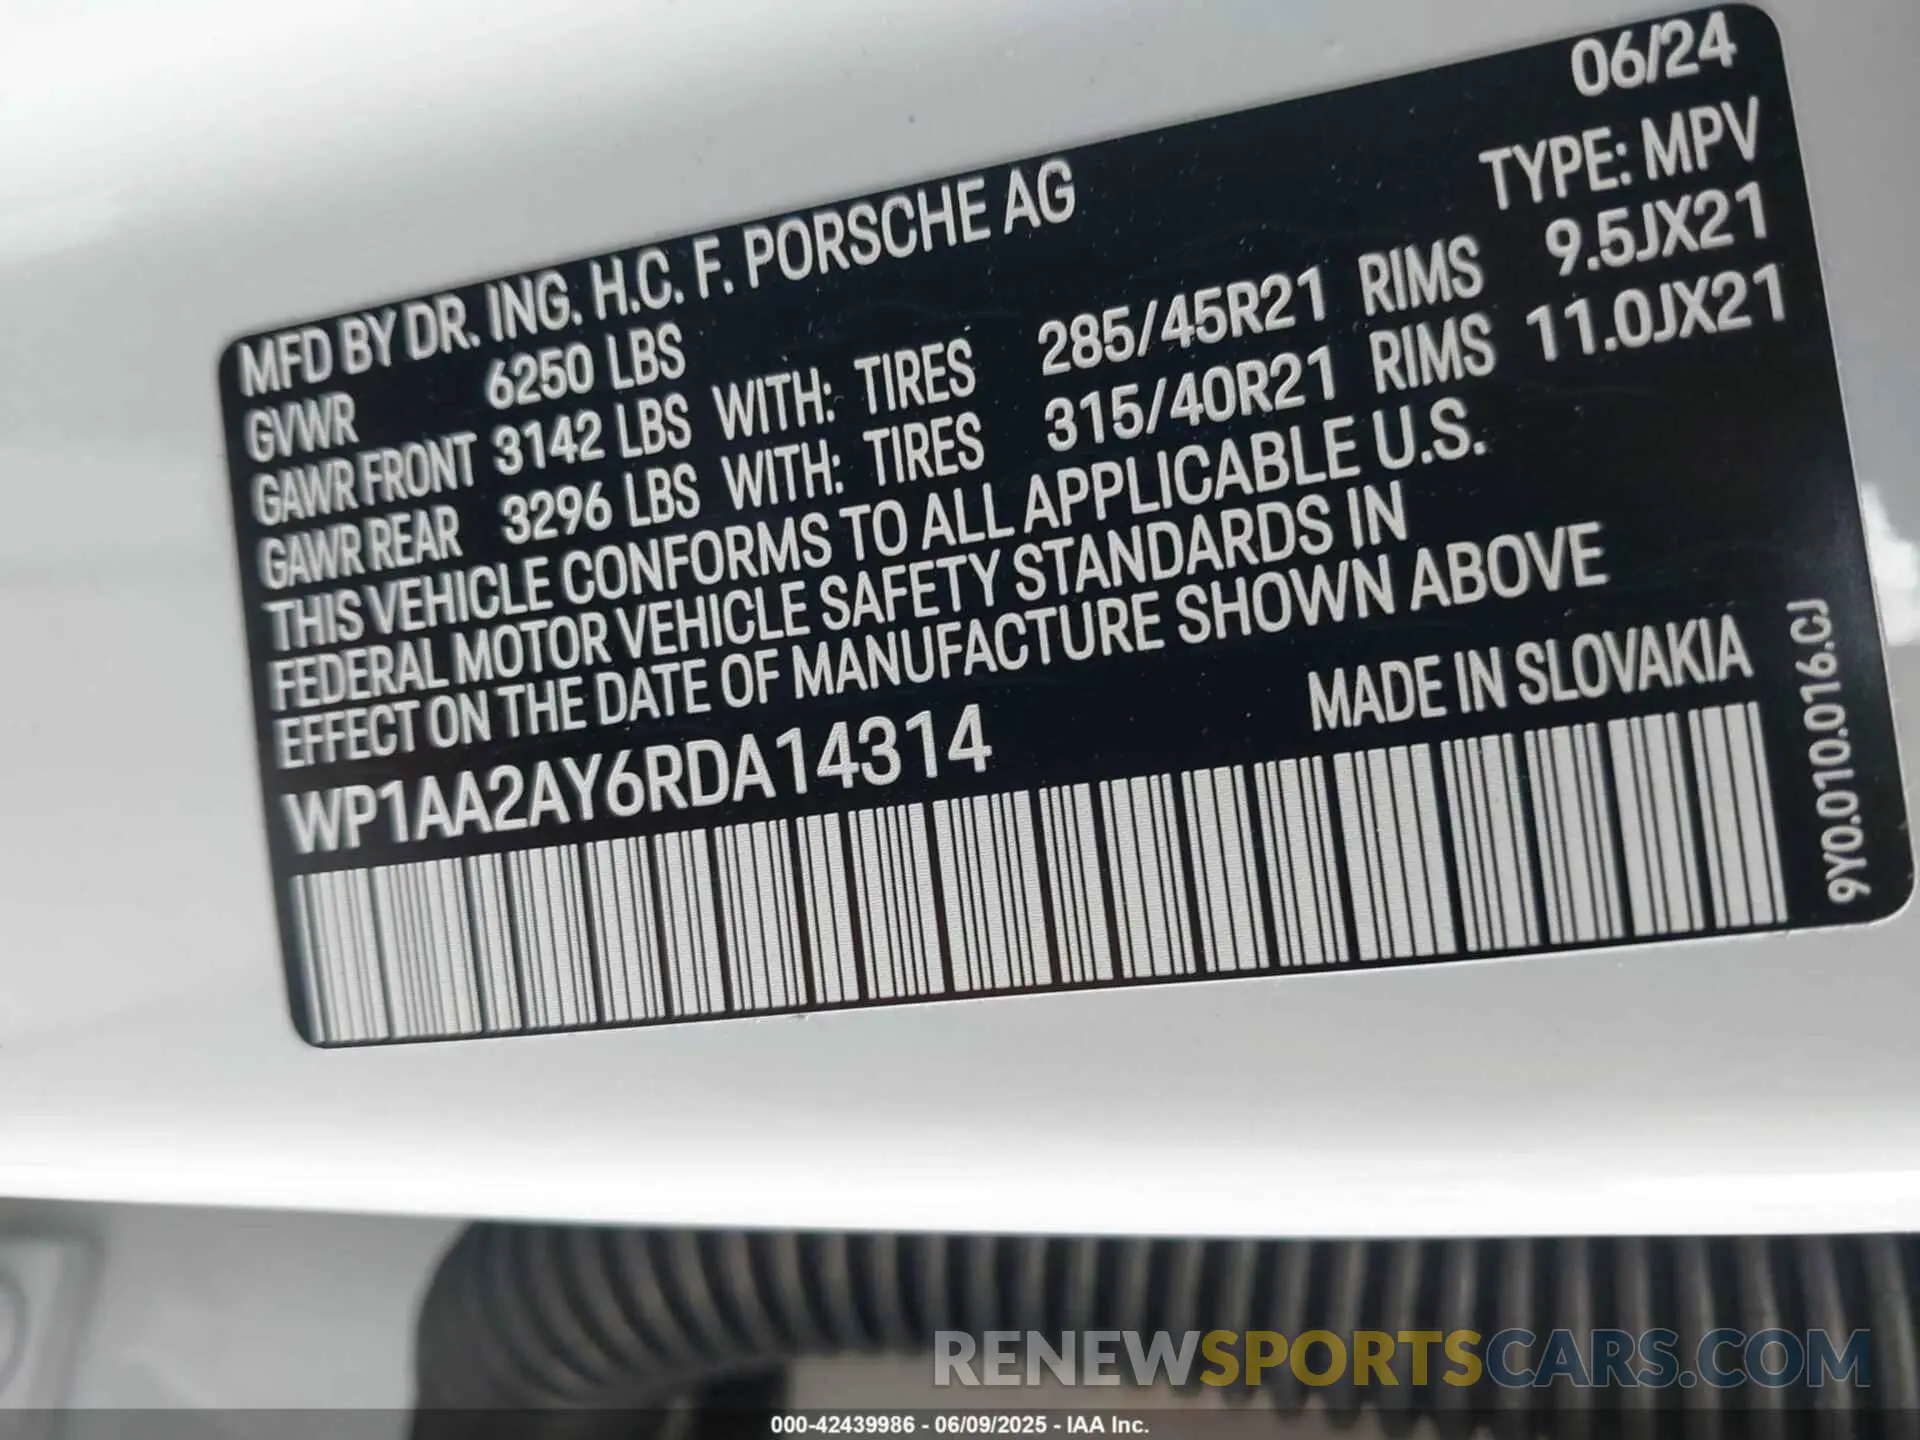 06/24
MFD BY DR. ING. H.C. F. PORSCHE AG TYPE: MPV
GVWR 6250 LBS
GAWR FRONT 3142 LBS WITH: TIRES 285/45R21 RIMS 9.5JX21
GAWR REAR 3296 LBS WITH: TIRES 315/40R21 RIMS 11.0JX21
THIS VEHICLE CONFORMS TO ALL APPLICABLE U.S.
FEDERAL MOTOR VEHICLE SAFETY STANDARDS IN
EFFECT ON THE DATE OF MANUFACTURE SHOWN ABOVE
WP1AA2AY6RDA14314 MADE IN SLOVAKIA
9Y0.010.016.CJ
RENEWSPORTSCARS.COM
000-42439986 - 06/09/2025 - IAA Inc.